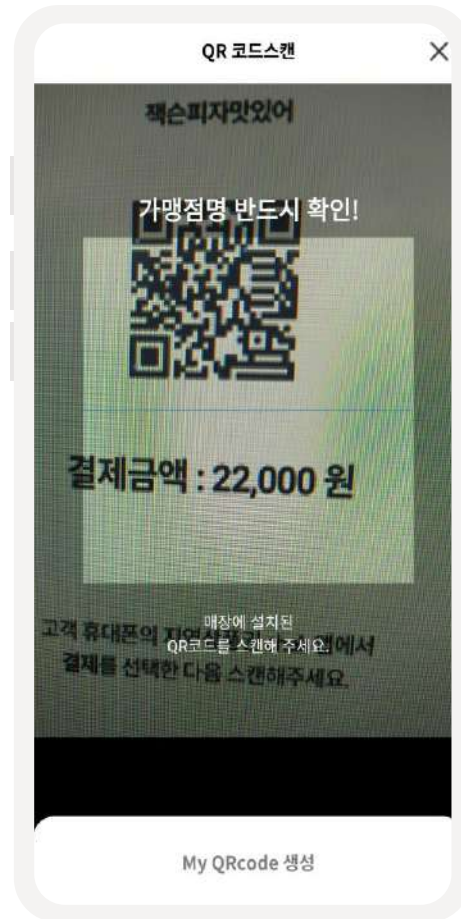 QR 코드스캔
잭슨피자맛있어
가맹점명 반드시 확인!
결제금액 : 22,000 원
매장에 설치된
QR코드를 스캔해 주세요.
고객 휴대폰의 에서
결제를 선택한 다음 스캔해주세요.
My QRcode 생성